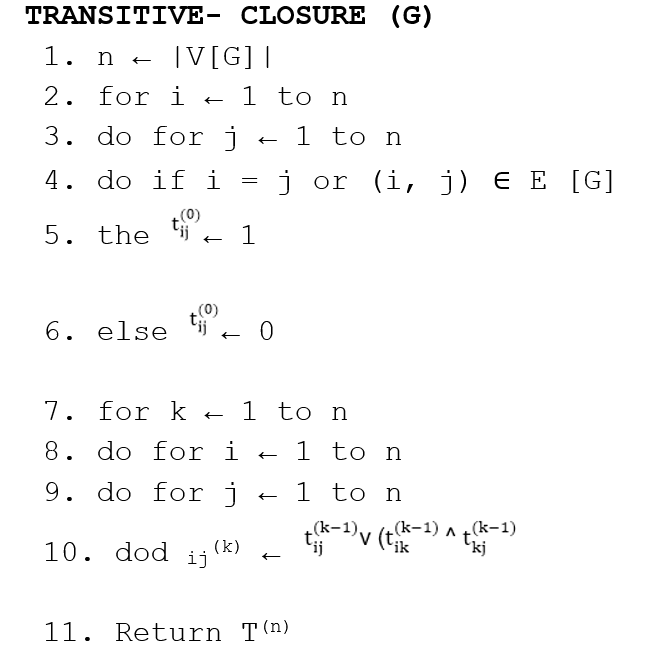 TRANSITIVE- CLOSURE (G)
1. n ← |V[G]|
2. for i ← 1 to n
3. do for j ← 1 to n
4. do if i = j or (i, j) ∈ E [G]
5. the t_{ij}^{(0)} ← 1
6. else t_{ij}^{(0)} ← 0
7. for k ← 1 to n
8. do for i ← 1 to n
9. do for j ← 1 to n
10. dod _{ij}^{(k)} ← t_{ij}^{(k−1)} ∨ (t_{ik}^{(k−1)} ∧ t_{kj}^{(k−1)}
11. Return T^{(n)}